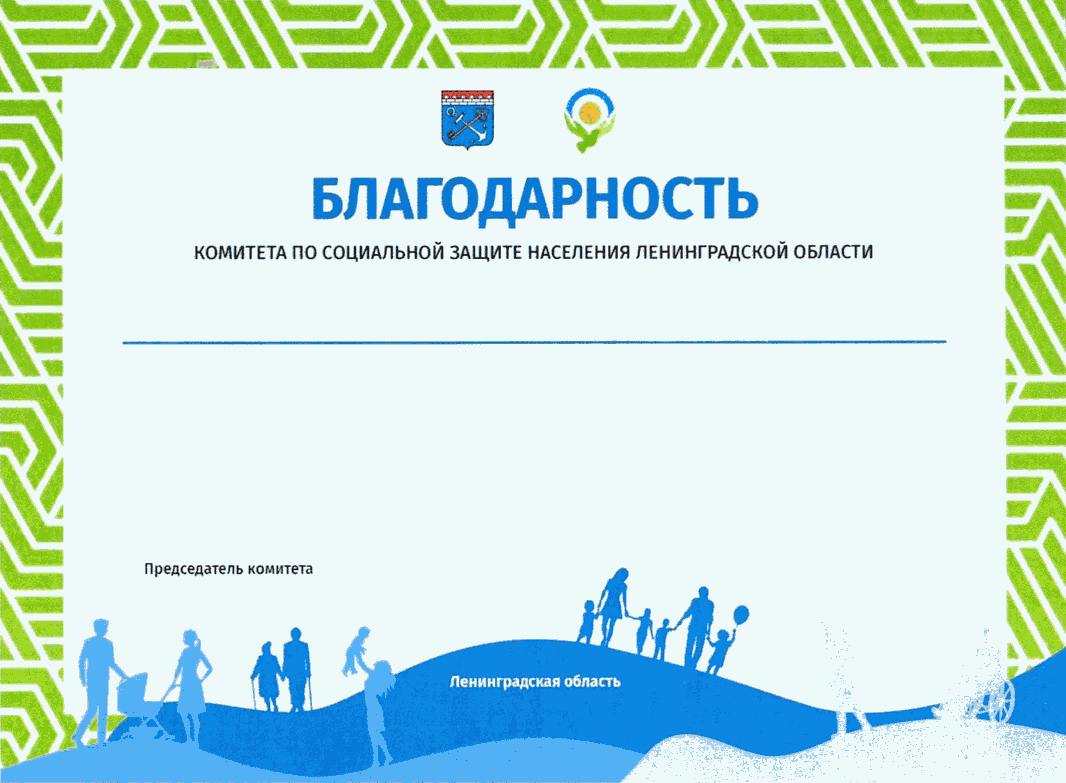 БЛАГОДАРНОСТЬ
КОМИТЕТА ПО СОЦИАЛЬНОЙ ЗАЩИТЕ НАСЕЛЕНИЯ ЛЕНИНГРАДСКОЙ ОБЛАСТИ
Председатель комитета
Ленинградская область